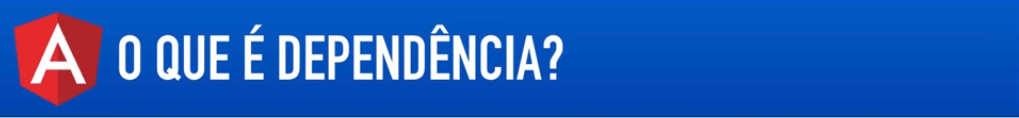 O QUE É DEPENDÊNCIA?